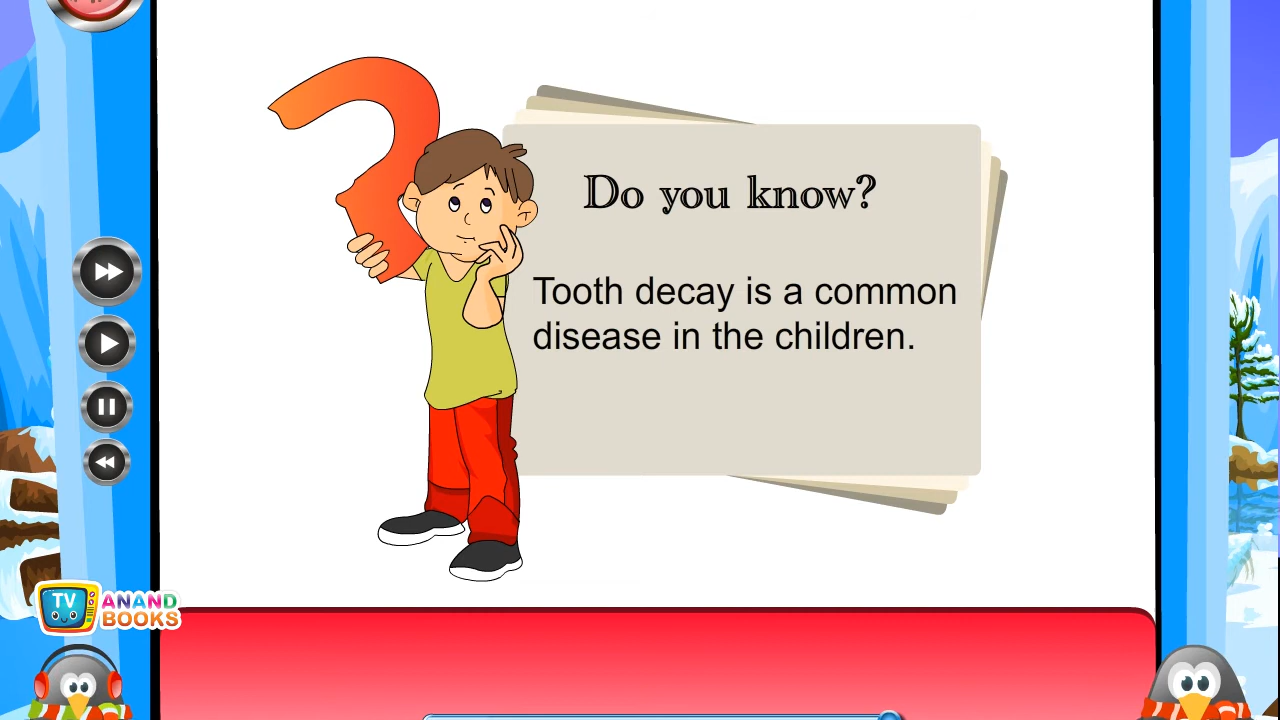 Do you know?
Tooth decay is a common
disease in the children.
TV
ANAND
BOOKS